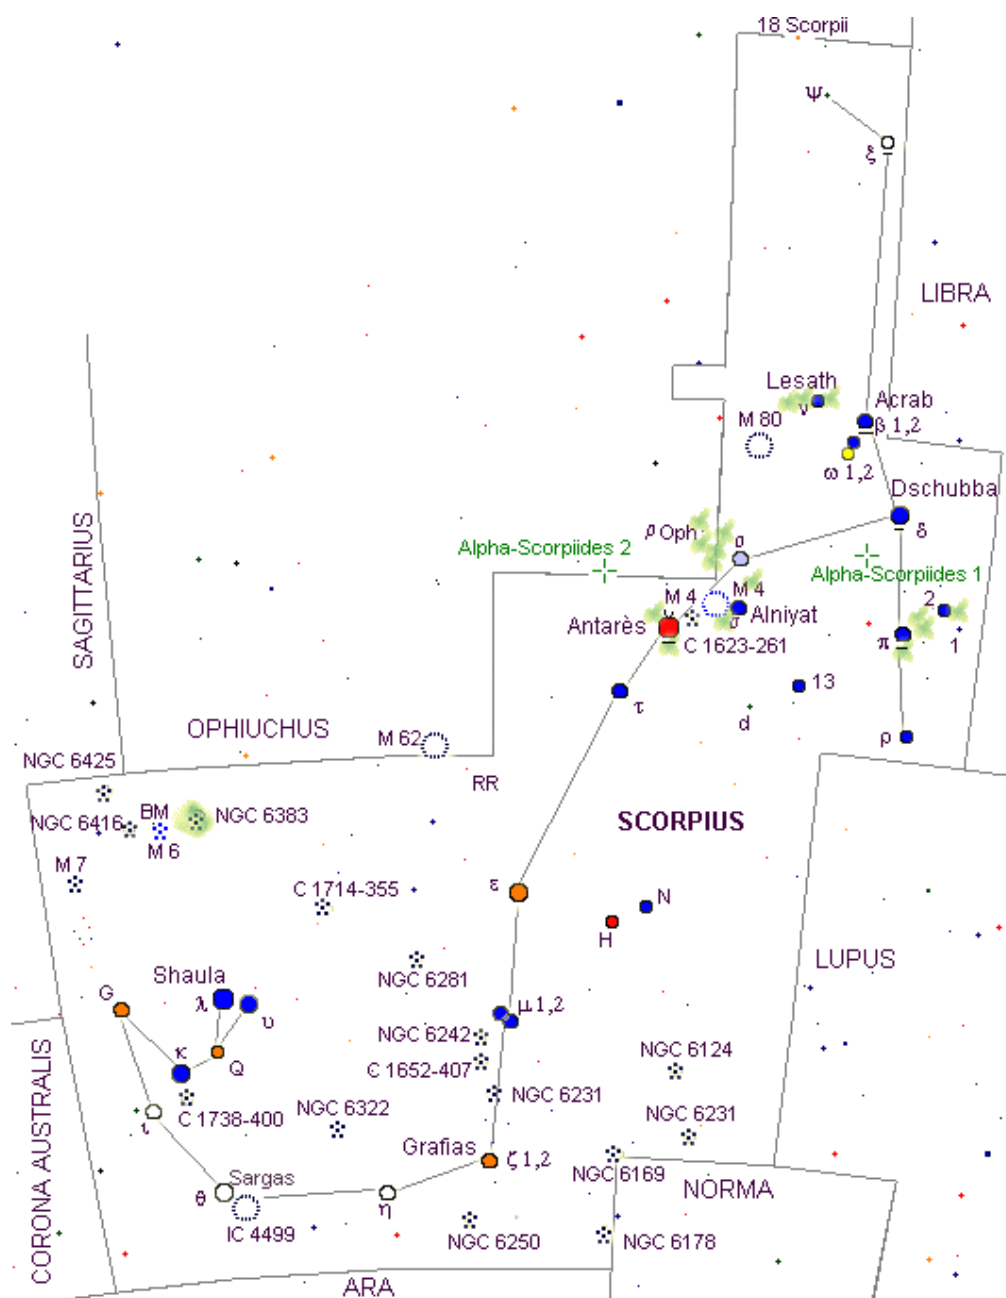 18 Scorpii
Ψ
ξ
LIBRA
Lesath
ν
Acrab
β 1,2
M 80
ω 1,2
Dschubba
δ
ρ Oph
σ
Alpha-Scorpiides 2
Alpha-Scorpiides 1
SAGITTARIUS
M 4
M 4
2
Antarès
σ
Alniyat
C 1623-261
π
1
13
τ
d
OPHIUCHUS
M 62
ρ
NGC 6425
RR
BM
NGC 6383
NGC 6416
M 6
SCORPIUS
M 7
C 1714-355
ε
N
H
LUPUS
Shaula
NGC 6281
G
λ
υ
μ 1,2
NGC 6242
κ
Q
C 1652-407
NGC 6124
NGC 6231
C 1738-400
NGC 6322
NGC 6231
ι
Grafias
ζ 1,2
NGC 6169
Sargas
θ
η
NORMA
CORONA AUSTRALIS
IC 4499
NGC 6250
NGC 6178
ARA